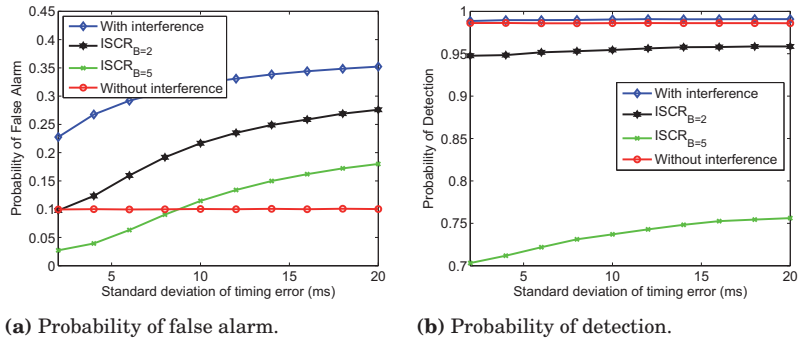 0.45
0.4
0.35
0.3
0.25
0.2
0.15
0.1
0.05
0
Probability of False Alarm
With interference
ISCR_B=2
ISCR_B=5
Without interference
5
10
15
20
Standard deviation of timing error (ms)
(a) Probability of false alarm.
1
0.95
0.9
0.85
0.8
0.75
0.7
Probability of Detection
With interference
ISCR_B=2
ISCR_B=5
Without interference
5
10
15
20
Standard deviation of timing error (ms)
(b) Probability of detection.